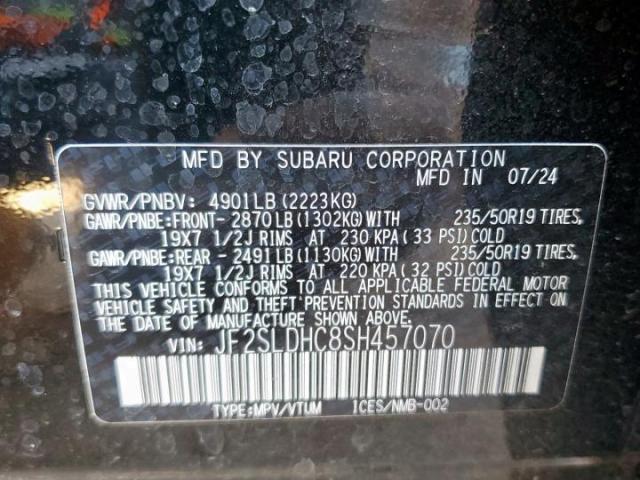 MFD BY SUBARU CORPORATION
MFD IN 07/24
GVWR/PNBV: 4901LB (2223KG)
GAWR/PNBE:FRONT- 2870 LB (1302KG) WITH 235/50R19 TIRES,
19X7 1/2J RIMS AT 230 KPA( 33 PSI) COLD
GAWR/PNBE:REAR - 2491 LB (1130KG) WITH 235/50R19 TIRES,
19X7 1/2J RIMS AT 220 KPA( 32 PSI) COLD
THIS VEHICLE CONFORMS TO ALL APPLICABLE FEDERAL MOTOR
VEHICLE SAFETY AND THEFT PREVENTION STANDARDS IN EFFECT ON
THE DATE OF MANUFACTURE SHOWN ABOVE.
VIN: JF2SLDHC8SH457070
TYPE:MPV/VTUM 1CES/NMB-002